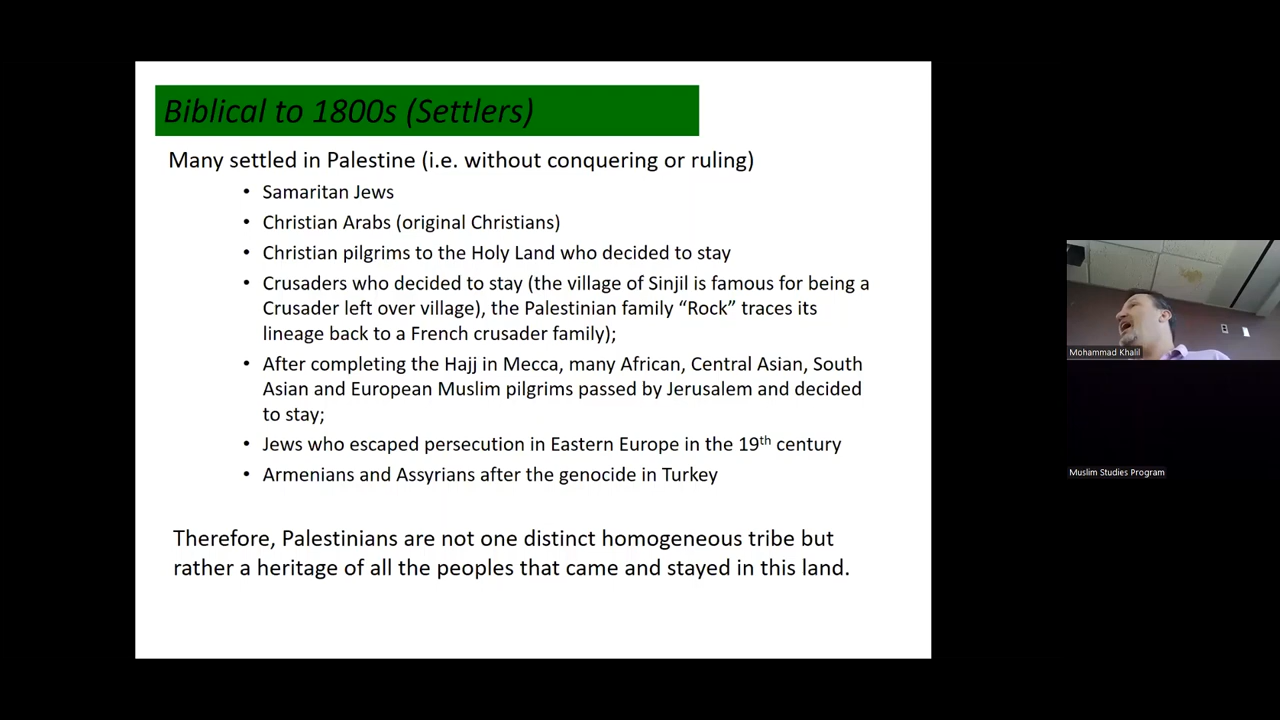 Biblical to 1800s (Settlers)
Many settled in Palestine (i.e. without conquering or ruling)
• Samaritan Jews
• Christian Arabs (original Christians)
• Christian pilgrims to the Holy Land who decided to stay
• Crusaders who decided to stay (the village of Sinjil is famous for being a
Crusader left over village), the Palestinian family “Rock” traces its
lineage back to a French crusader family);
• After completing the Hajj in Mecca, many African, Central Asian, South
Asian and European Muslim pilgrims passed by Jerusalem and decided
to stay;
• Jews who escaped persecution in Eastern Europe in the 19th century
• Armenians and Assyrians after the genocide in Turkey
Therefore, Palestinians are not one distinct homogeneous tribe but
rather a heritage of all the peoples that came and stayed in this land.
Mohammad Khalil
Muslim Studies Program